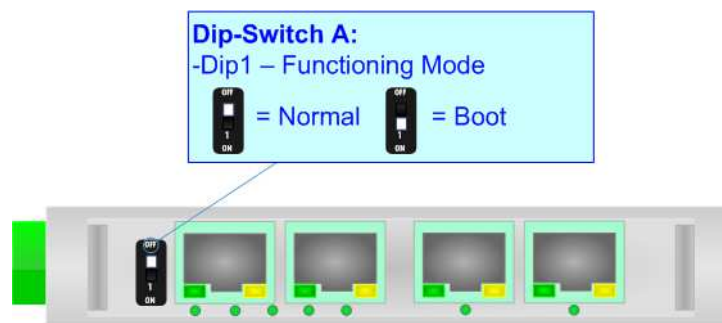 Dip-Switch A:
-Dip1 – Functioning Mode
OFF
1
ON
= Normal
OFF
1
ON
= Boot
OFF
1
ON